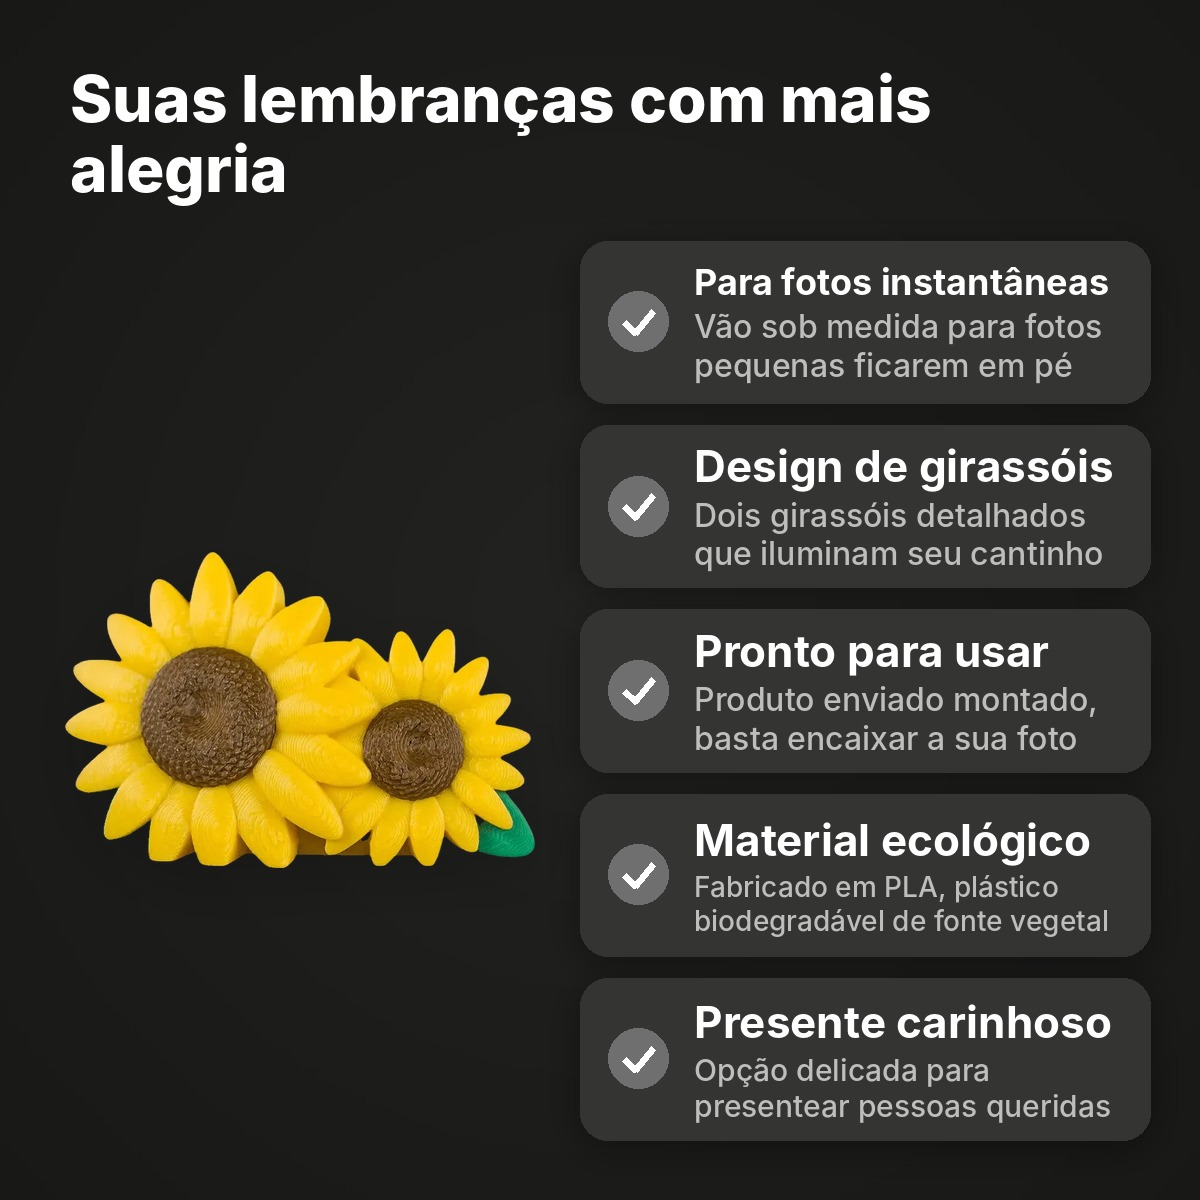 Suas lembranças com mais
alegria
Para fotos instantâneas
Vão sob medida para fotos
pequenas ficarem em pé
Design de girassóis
Dois girassóis detalhados
que iluminam seu cantinho
Pronto para usar
Produto enviado montado,
basta encaixar a sua foto
Material ecológico
Fabricado em PLA, plástico
biodegradável de fonte vegetal
Presente carinhoso
Opção delicada para
presentear pessoas queridas